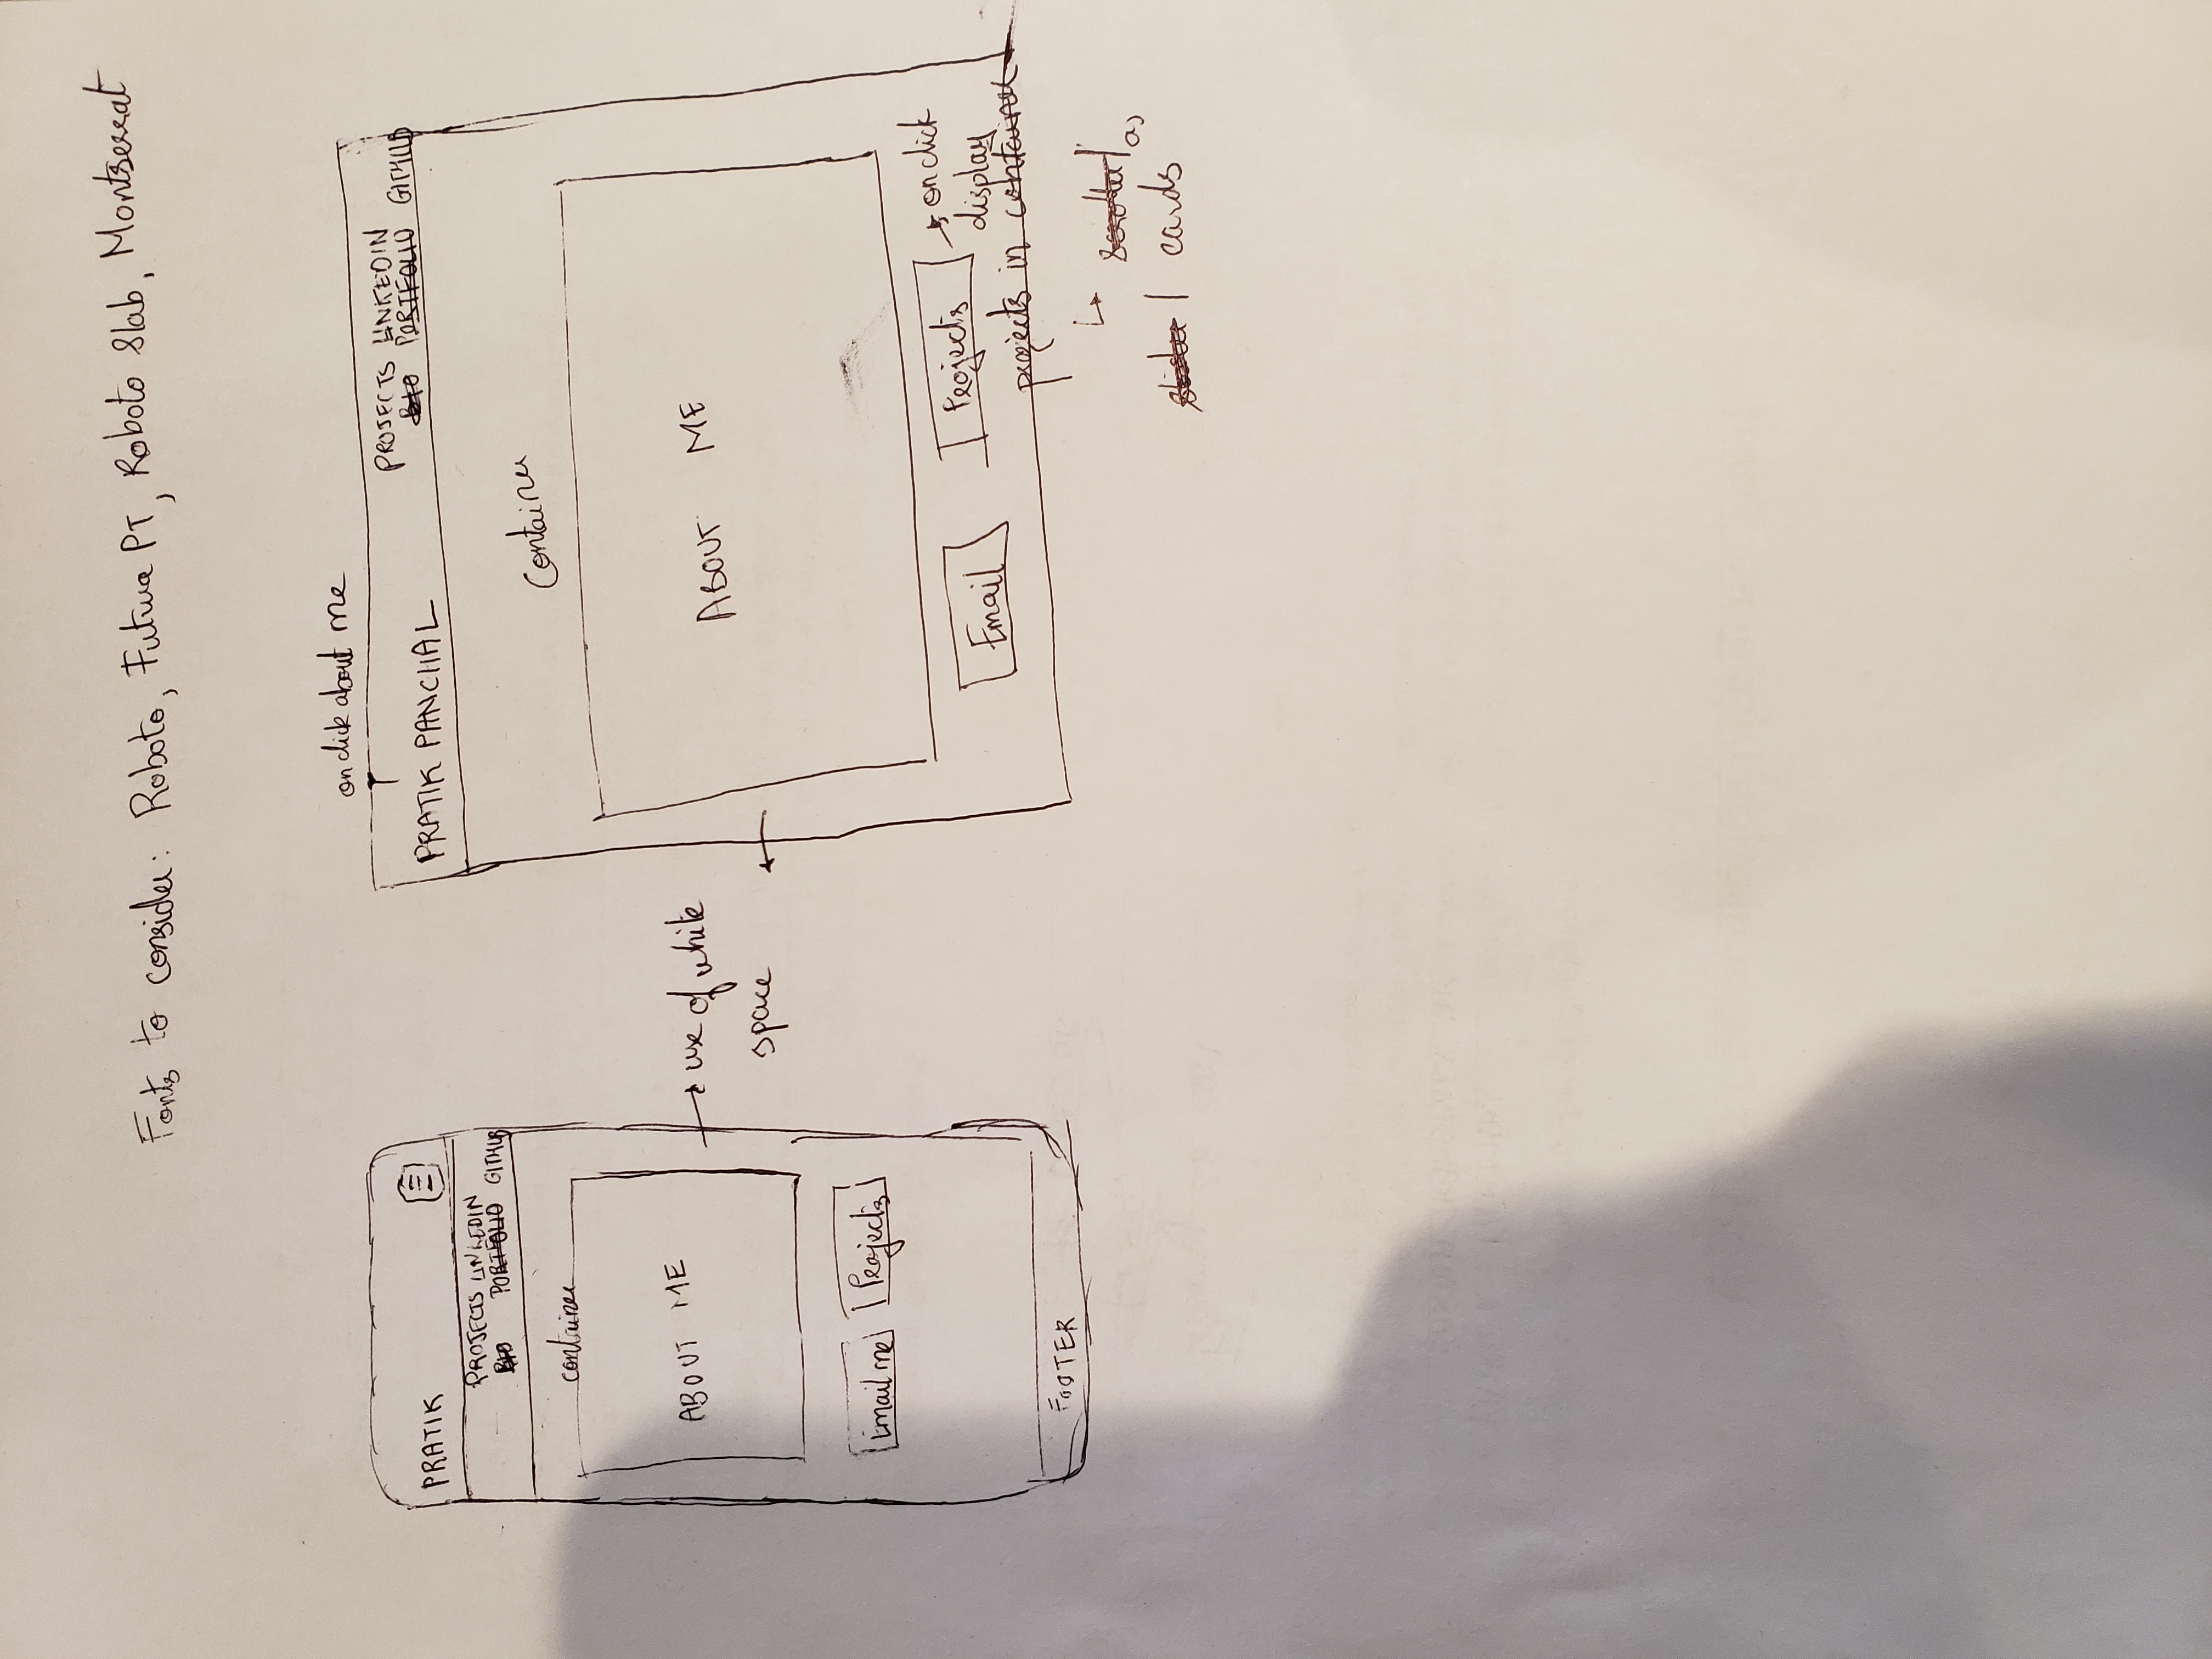 Fonts to consider: Roboto, Futura PT, Roboto Slab, Montserrat
PRATIK
PROJECTS LINKEDIN
BIO PORTFOLIO GITHUB
container
ABOUT ME
Email me Projects
FOOTER
use of white
space
on click about me
PROJECTS LINKEDIN
PRATIK PANCHAL BIO PORTFOLIO GITHUB
Container
ABOUT ME
Email Projects
on click
display
projects in container
scroller / as
slider / cards